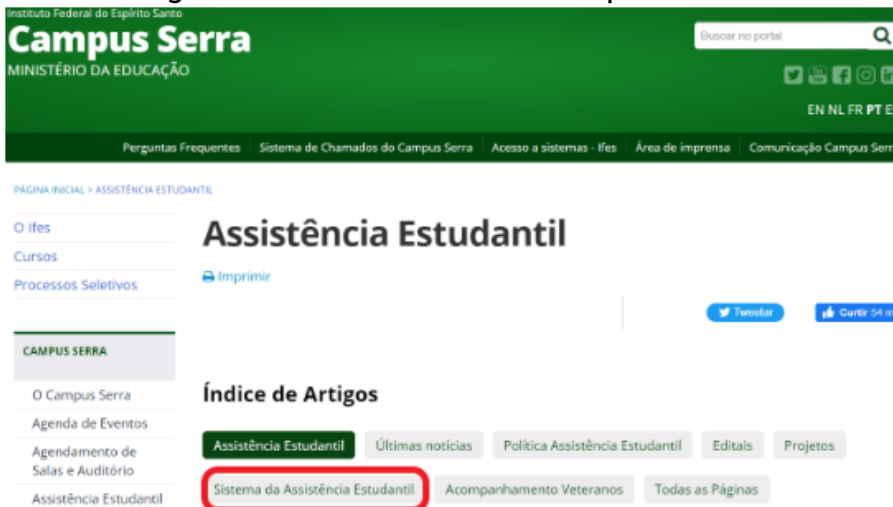 Instituto Federal do Espírito Santo
Campus Serra
MINISTÉRIO DA EDUCAÇÃO
Buscar no portal
EN NL FR PT
Perguntas Frequentes Sistema de Chamados do Campus Serra Acesso a sistemas - Ifes Área de imprensa Comunicação Campus
PÁGINA INICIAL > ASSISTÊNCIA ESTUDANTIL
O Ifes
Cursos
Processos Seletivos
Assistência Estudantil
Imprimir
Tweetar
Curtir 54 m
CAMPUS SERRA
O Campus Serra
Agenda de Eventos
Agendamento de
Salas e Auditório
Assistência Estudantil
Índice de Artigos
Assistência Estudantil Últimas notícias Política Assistência Estudantil Editais Projetos
Sistema da Assistência Estudantil Acompanhamento Veteranos Todas as Páginas